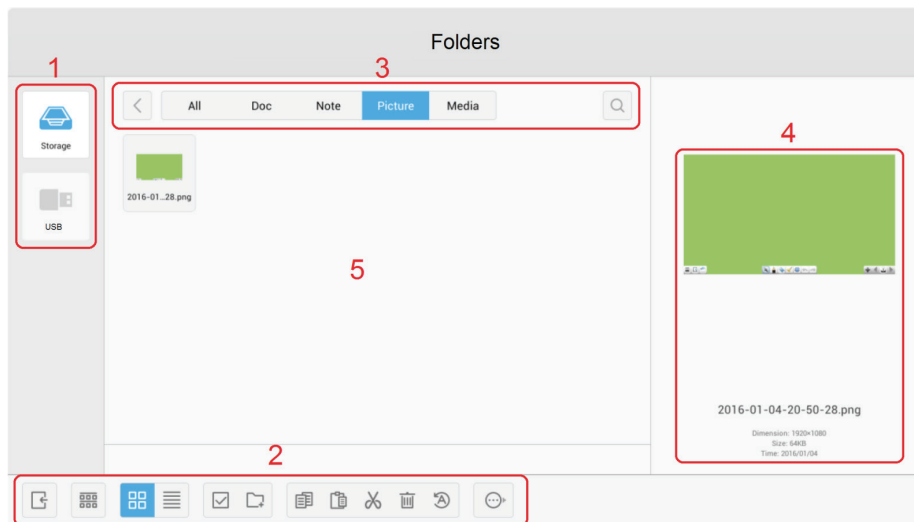 Folders
1
3
All Doc Note Picture Media
Storage
4
2016-01..28.png
USB
5
2016-01-04-20-50-28.png
Dimension: 1920×1080
Size: 64KB
Time: 2016/01/04
2